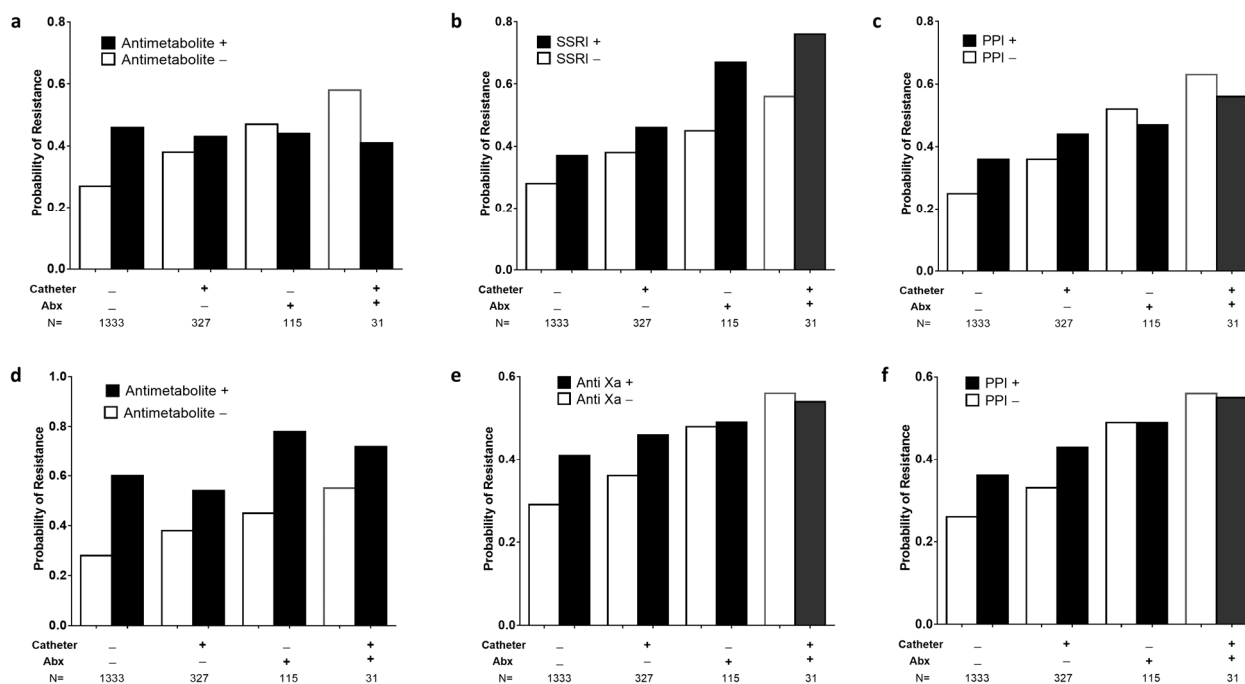 a
0.8
0.6
0.4
0.2
0.0
Probability of Resistance
Antimetabolite +
Antimetabolite –
Catheter – + – +
Abx – – + +
N= 1333 327 115 31
b
0.8
0.6
0.4
0.2
0.0
Probability of Resistance
SSRI +
SSRI –
Catheter – + – +
Abx – – + +
N= 1333 327 115 31
c
0.8
0.6
0.4
0.2
0.0
Probability of Resistance
PPI +
PPI –
Catheter – + – +
Abx – – + +
N= 1333 327 115 31
d
1.0
0.8
0.6
0.4
0.2
0.0
Probability of Resistance
Antimetabolite +
Antimetabolite –
Catheter – + – +
Abx – – + +
N= 1333 327 115 31
e
0.6
0.4
0.2
0.0
Probability of Resistance
Anti Xa +
Anti Xa –
Catheter – + – +
Abx – – + +
N= 1333 327 115 31
f
0.6
0.4
0.2
0.0
Probability of Resistance
PPI +
PPI –
Catheter – + – +
Abx – – + +
N= 1333 327 115 31